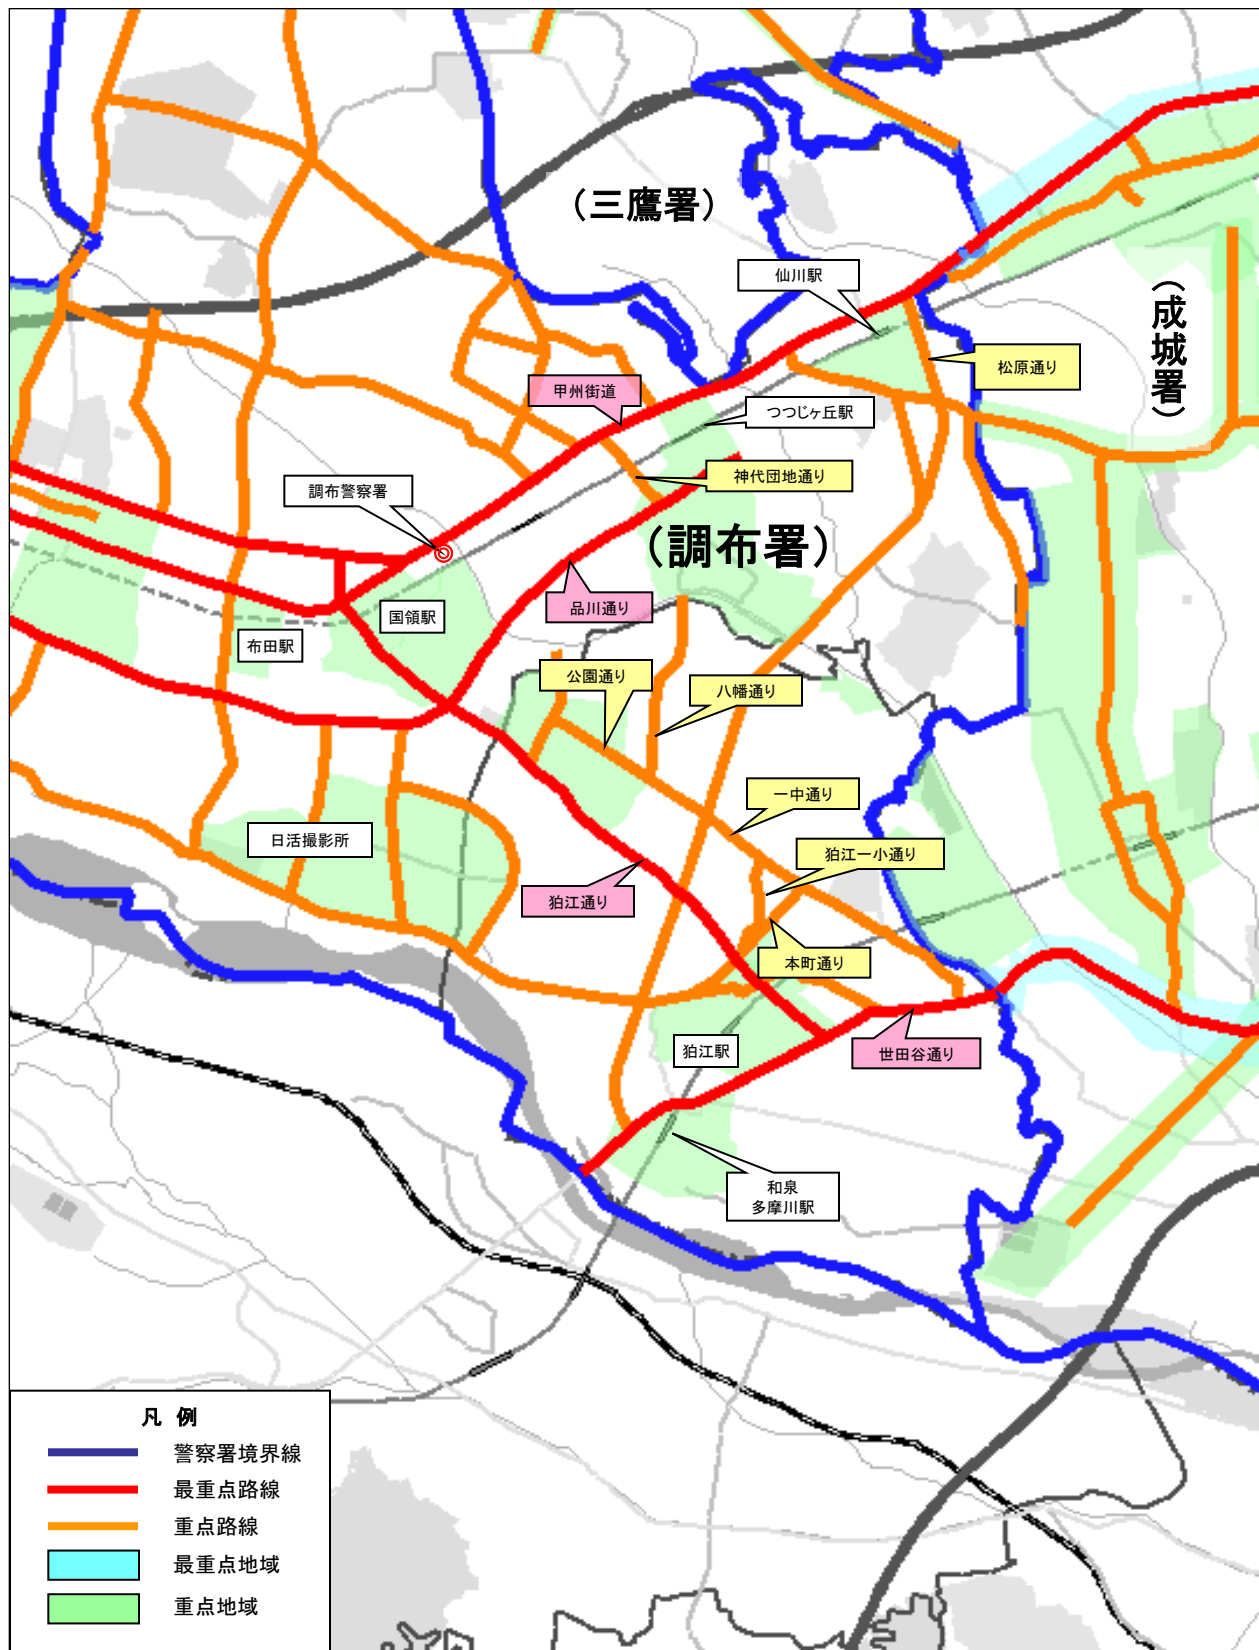 （三鷹署）
仙川駅
（成城署）
松原通り
甲州街道
つつじヶ丘駅
神代団地通り
調布警察署
（調布署）
品川通り
国領駅
布田駅
公園通り
八幡通り
一中通り
日活撮影所
狛江一小通り
狛江通り
本町通り
狛江駅
世田谷通り
和泉
多摩川駅
凡 例
警察署境界線
最重点路線
重点路線
最重点地域
重点地域